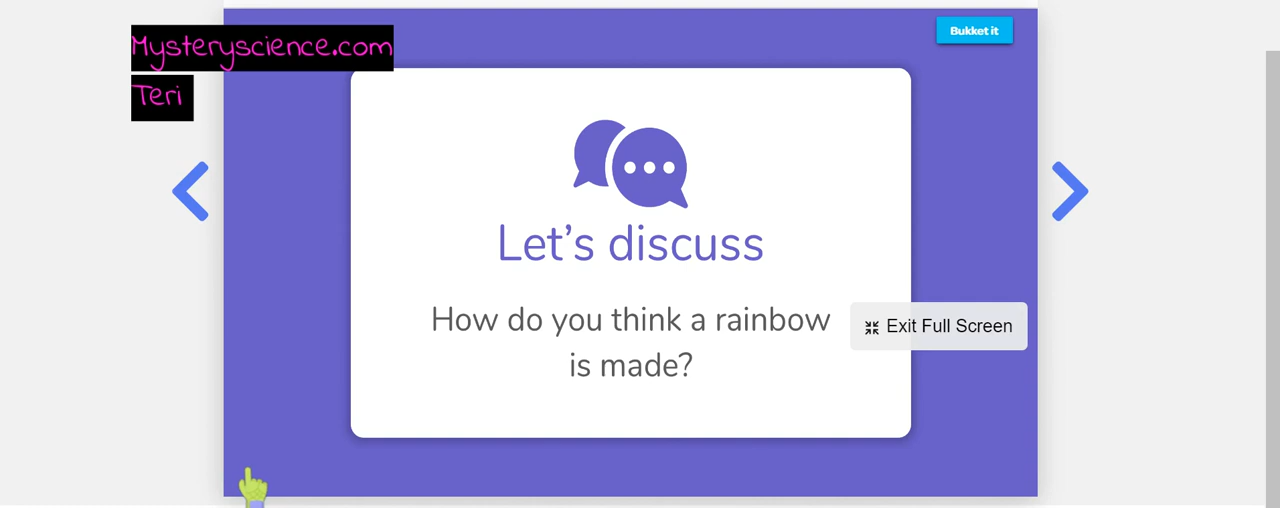 Mysteryscience.com
Bukket it
Teri
Let's discuss
How do you think a rainbow
is made?
Exit Full Screen